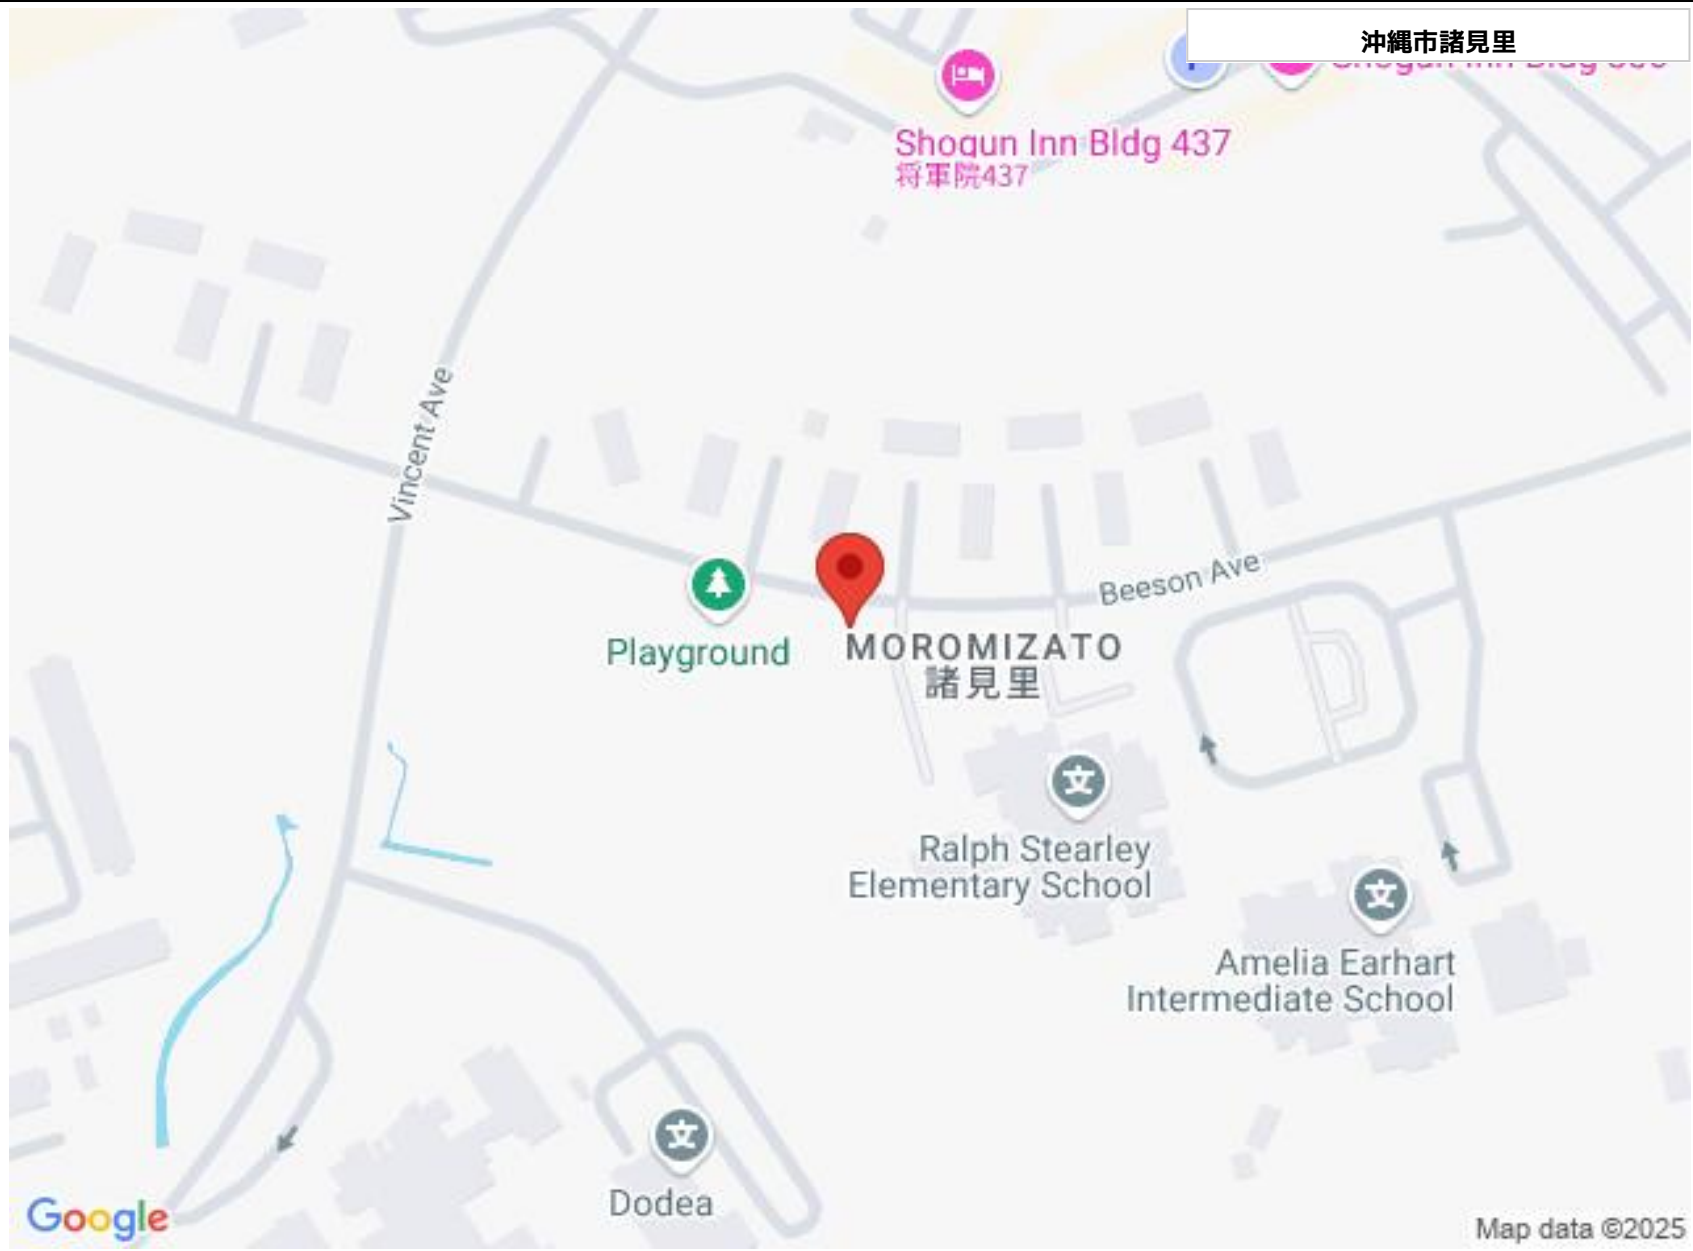 沖縄市諸見里
Shogun Inn Bldg 437
将軍院437
Vincent Ave
Beeson Ave
Playground
MOROMIZATO
諸見里
Ralph Stearley
Elementary School
Amelia Earhart
Intermediate School
Dodea
Google
Map data ©2025